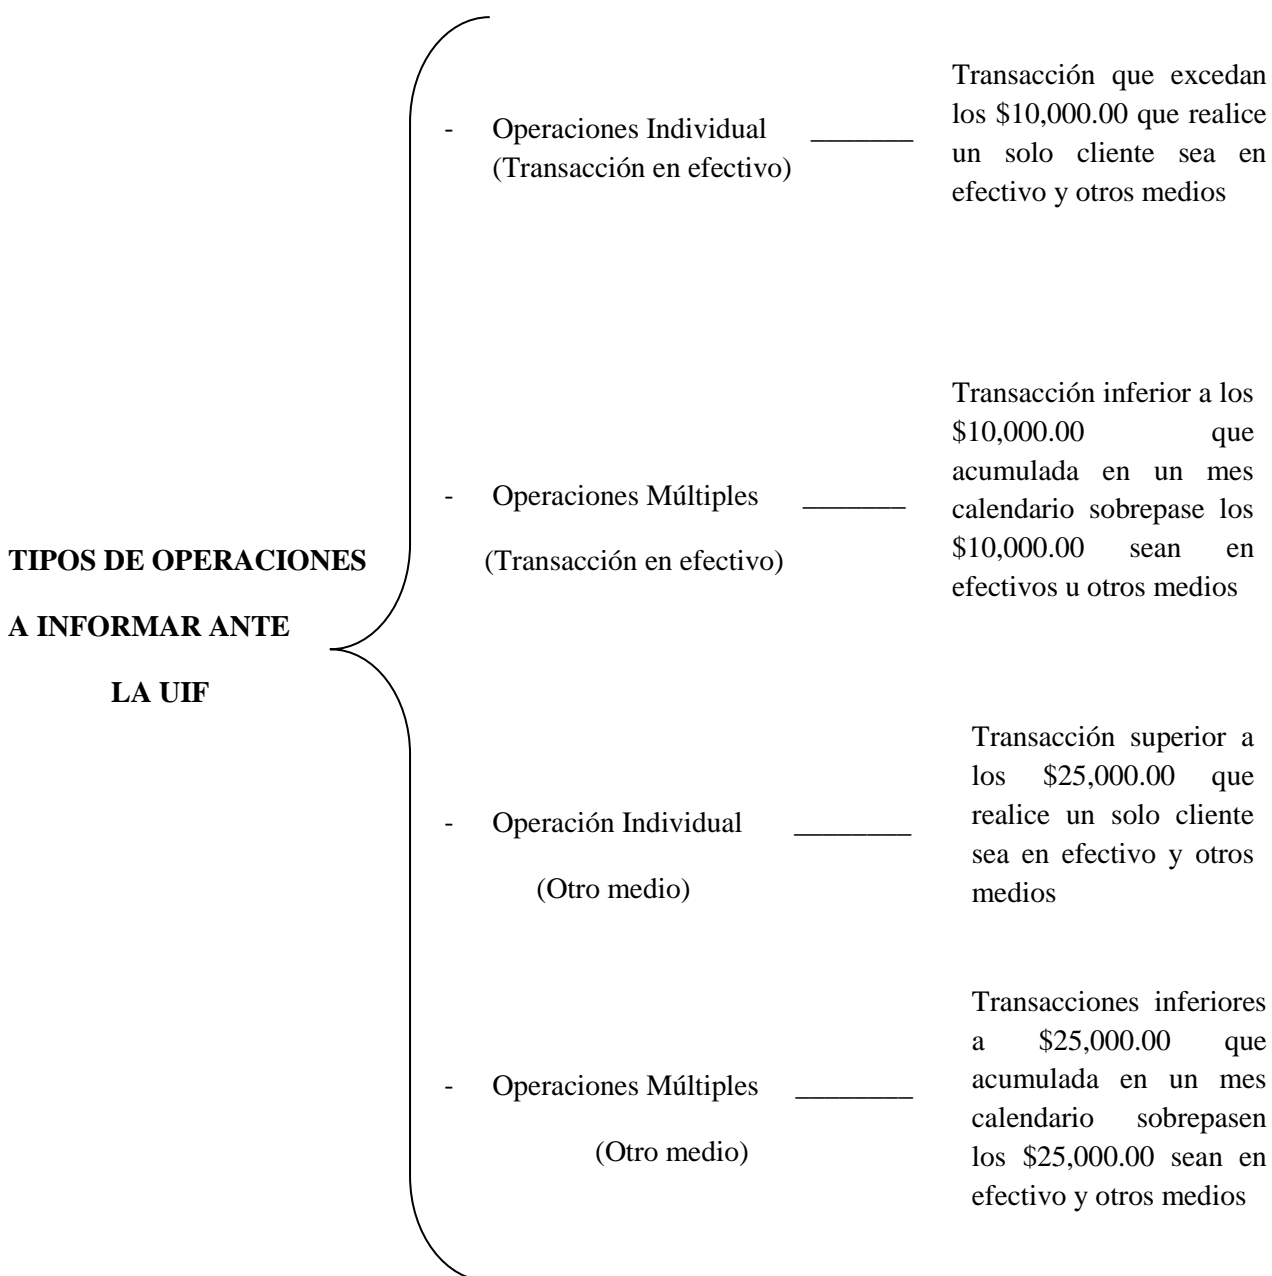 TIPOS DE OPERACIONES
A INFORMAR ANTE
LA UIF
- Operaciones Individual _______
(Transacción en efectivo)
Transacción que excedan
los $10,000.00 que realice
un solo cliente sea en
efectivo y otros medios
- Operaciones Múltiples _______
(Transacción en efectivo)
Transacción inferior a los
$10,000.00 que
acumulada en un mes
calendario sobrepase los
$10,000.00 sean en
efectivos u otros medios
- Operación Individual ________
(Otro medio)
Transacción superior a
los $25,000.00 que
realice un solo cliente
sea en efectivo y otros
medios
- Operaciones Múltiples ________
(Otro medio)
Transacciones inferiores
a $25,000.00 que
acumulada en un mes
calendario sobrepasen
los $25,000.00 sean en
efectivo y otros medios